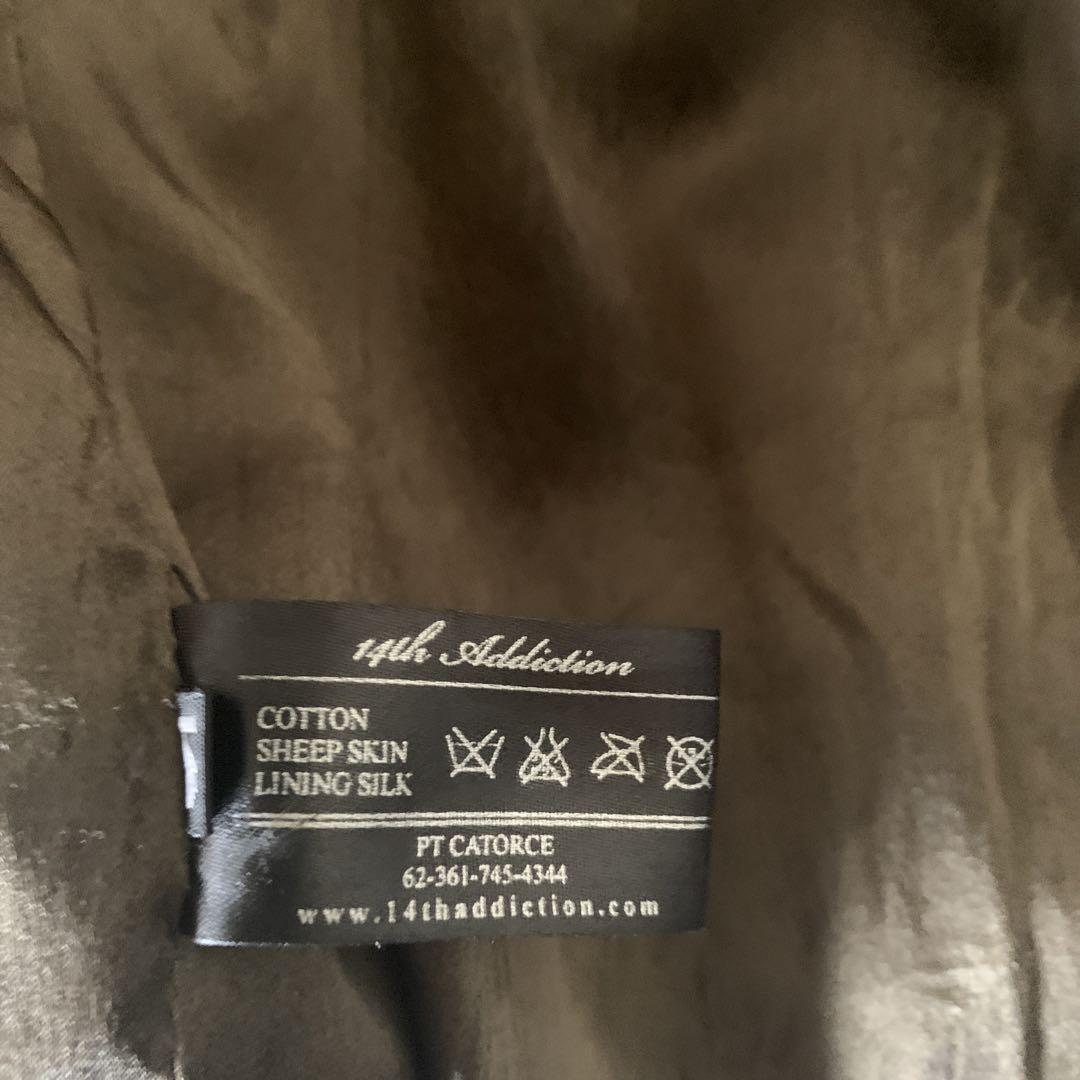 14th Addiction
COTTON
SHEEP SKIN
LINING SILK
PT CATORCE
62-361-745-4344
www.14thaddiction.com